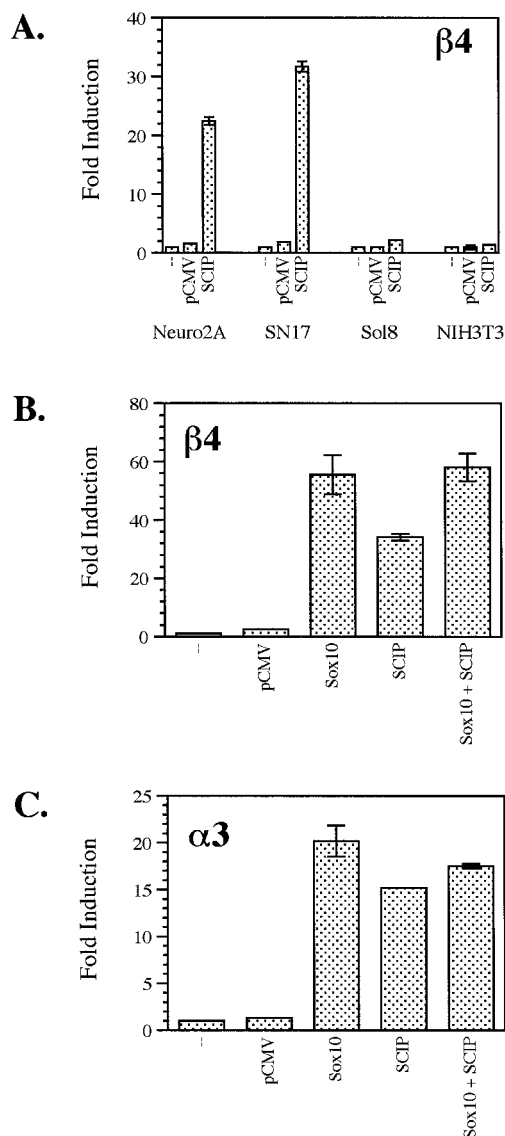 A.
β4
Fold Induction
40
30
20
10
0
--
pCMV
SCIP
--
pCMV
SCIP
--
pCMV
SCIP
--
pCMV
SCIP
Neuro2A SN17 Sol8 NIH3T3
B.
β4
Fold Induction
80
60
40
20
0
--
pCMV
Sox10
SCIP
Sox10 + SCIP
C.
α3
Fold Induction
25
20
15
10
5
0
--
pCMV
Sox10
SCIP
Sox10 + SCIP